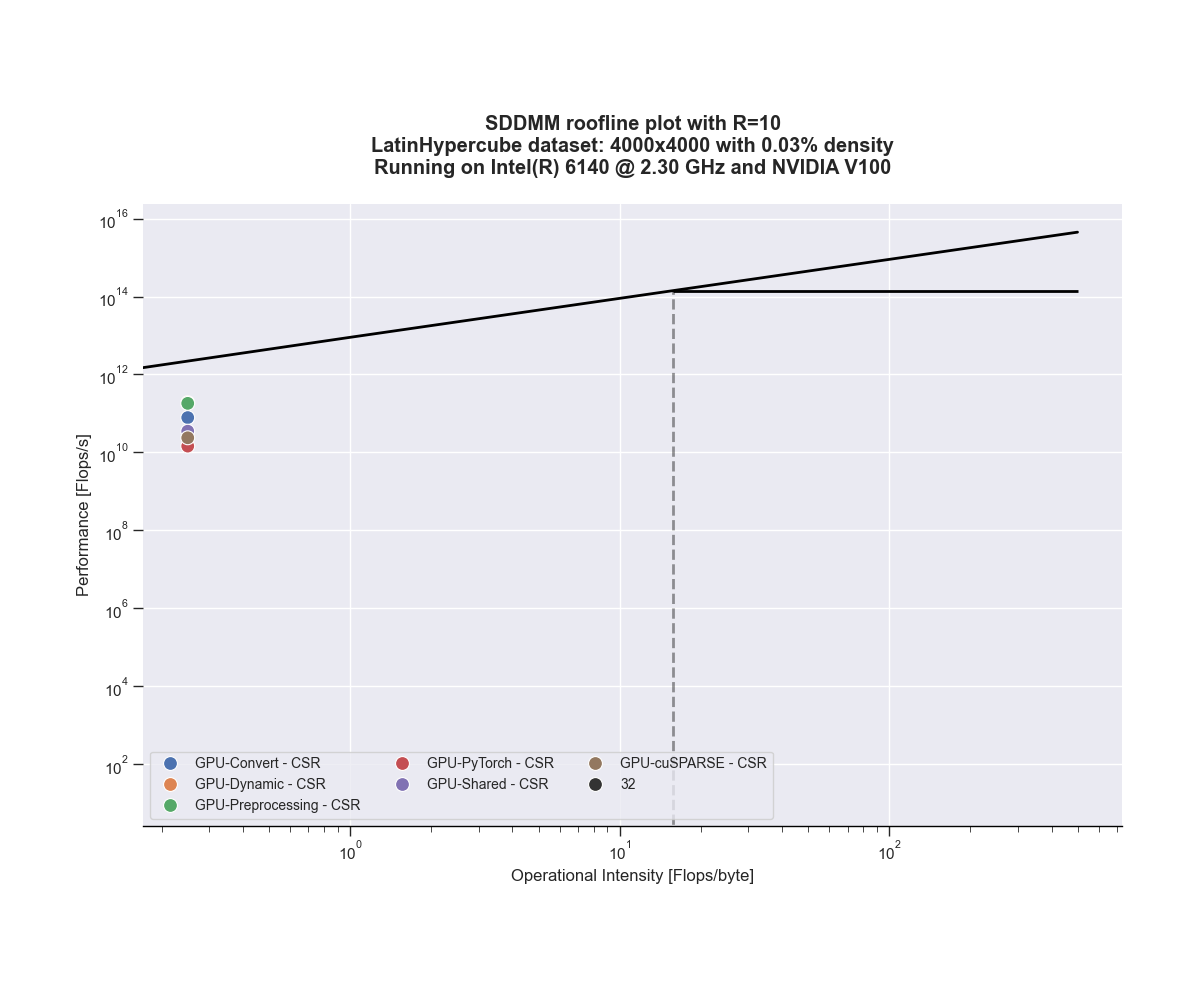 SDDMM roofline plot with R=10
LatinHypercube dataset: 4000x4000 with 0.03% density
Running on Intel(R) 6140 @ 2.30 GHz and NVIDIA V100
Performance [Flops/s]
10^16
10^14
10^12
10^10
10^8
10^6
10^4
10^2
GPU-Convert - CSR
GPU-Dynamic - CSR
GPU-Preprocessing - CSR
GPU-PyTorch - CSR
GPU-Shared - CSR
GPU-cuSPARSE - CSR
32
10^0 10^1 10^2
Operational Intensity [Flops/byte]